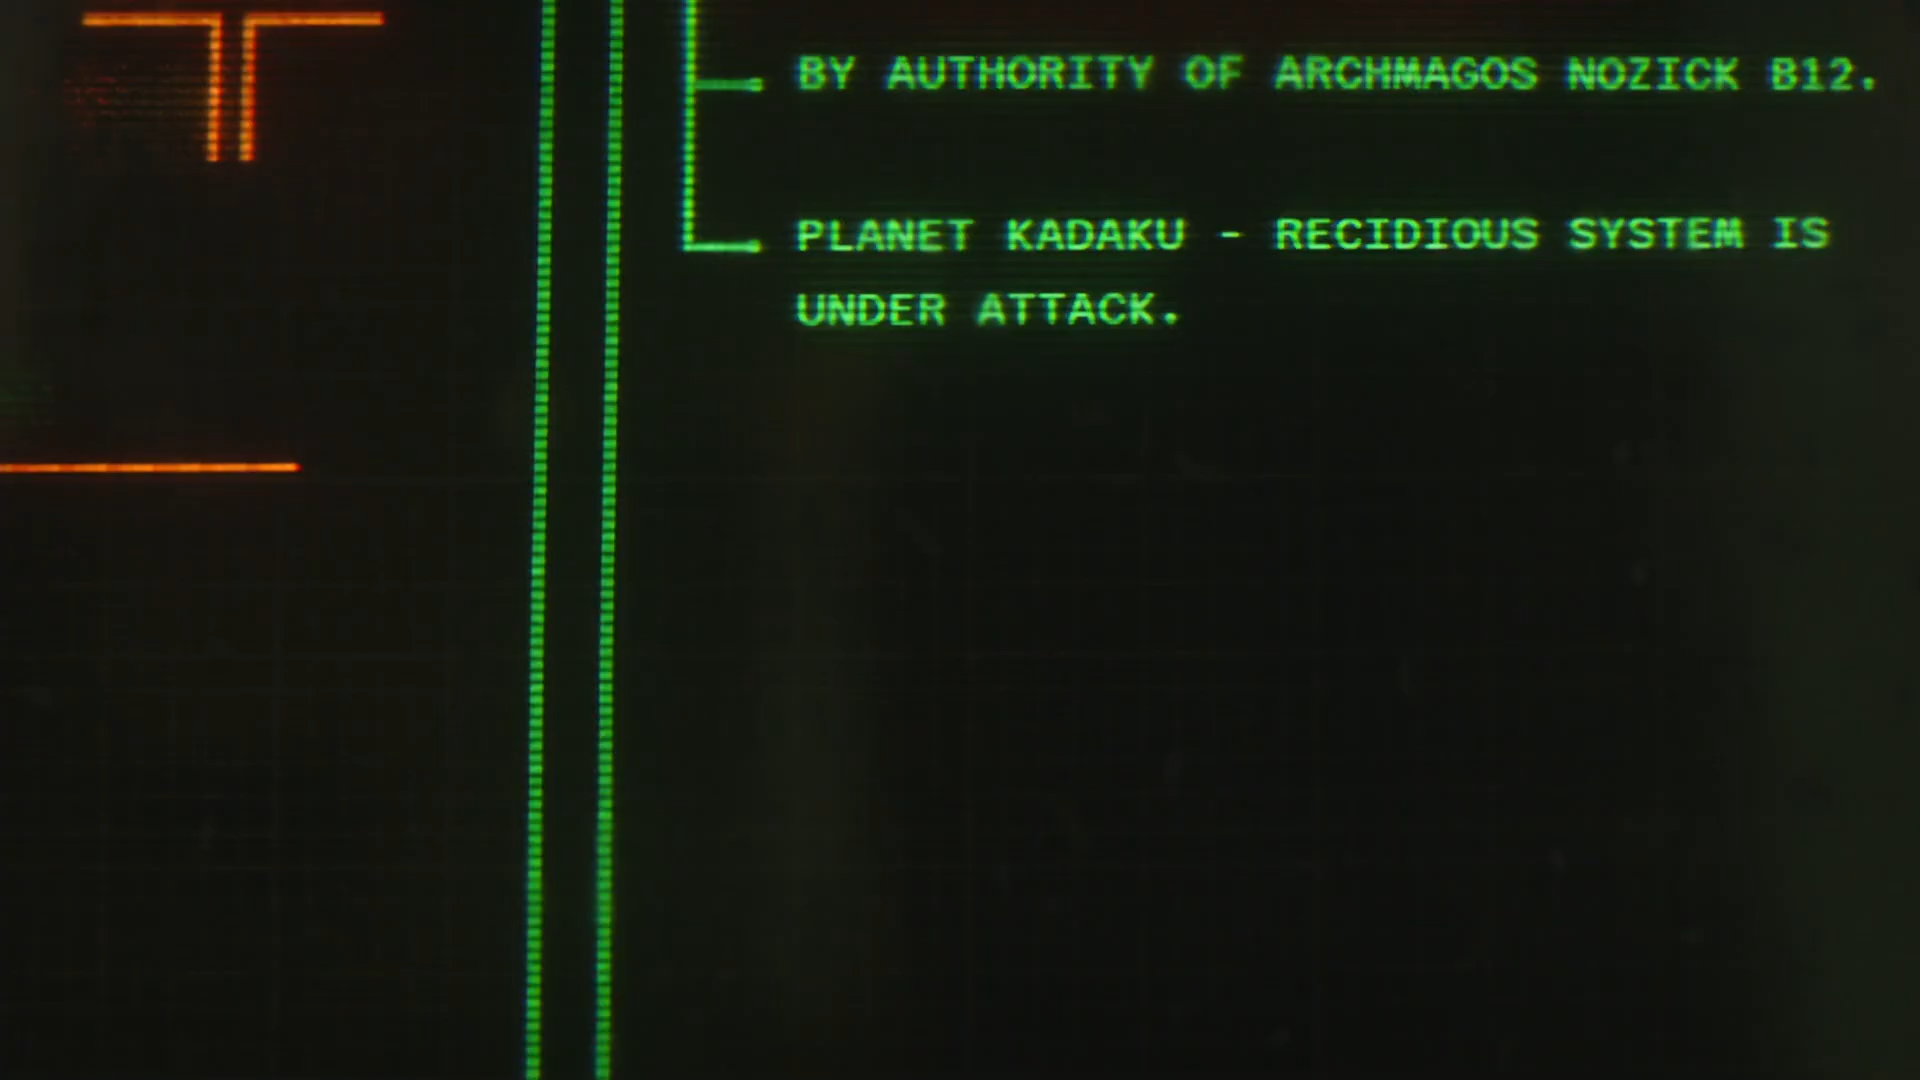 BY AUTHORITY OF ARCHMAGOS NOZICK B12.
PLANET KADAKU - RECIDIOUS SYSTEM IS
UNDER ATTACK.